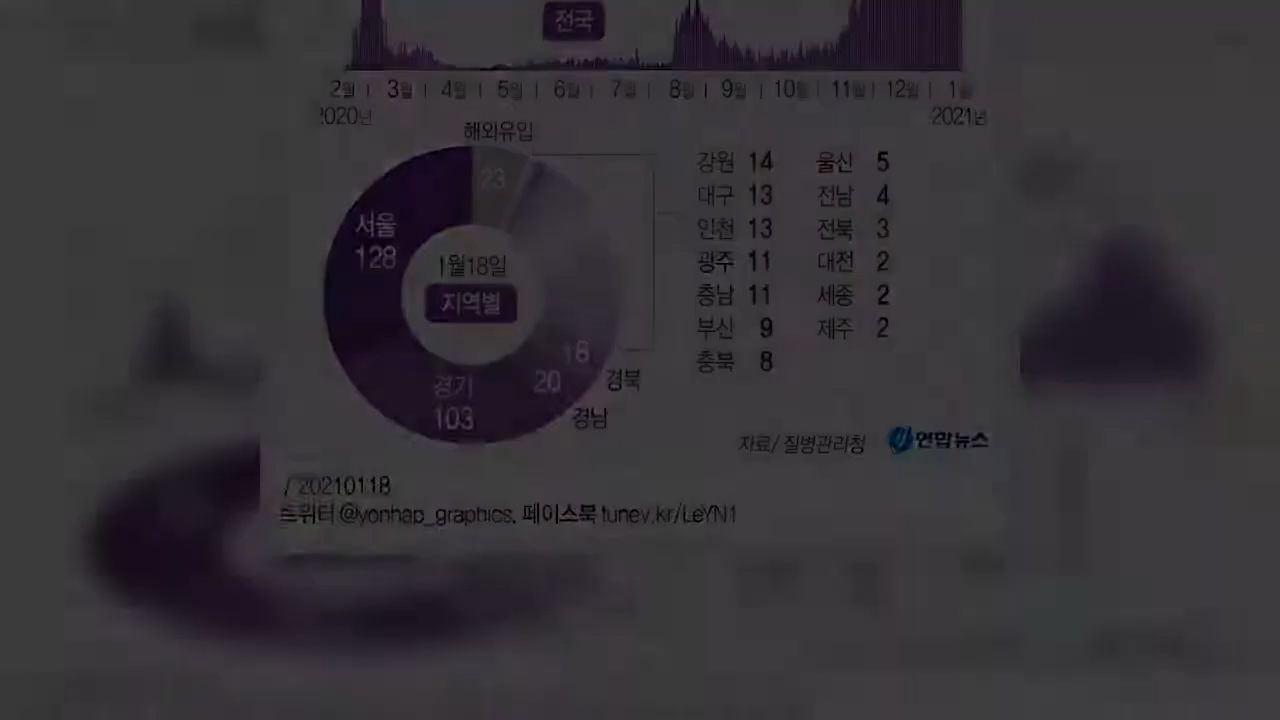 전국
2월 3월 4월 5월 6월 7월 8월 9월 10월 11월 12월 1월
2020년 2021년
해외유입
23
서울
128
1월18일
지역별
경기
103
20
경남
18
경북
강원 14 울산 5
대구 13 전남 4
인천 13 전북 3
광주 11 대전 2
충남 11 세종 2
부산 9 제주 2
충북 8
자료/ 질병관리청 연합뉴스
/ 20210118
트위터 @yonhap_graphics, 페이스북 tuney.kr/LeYN1